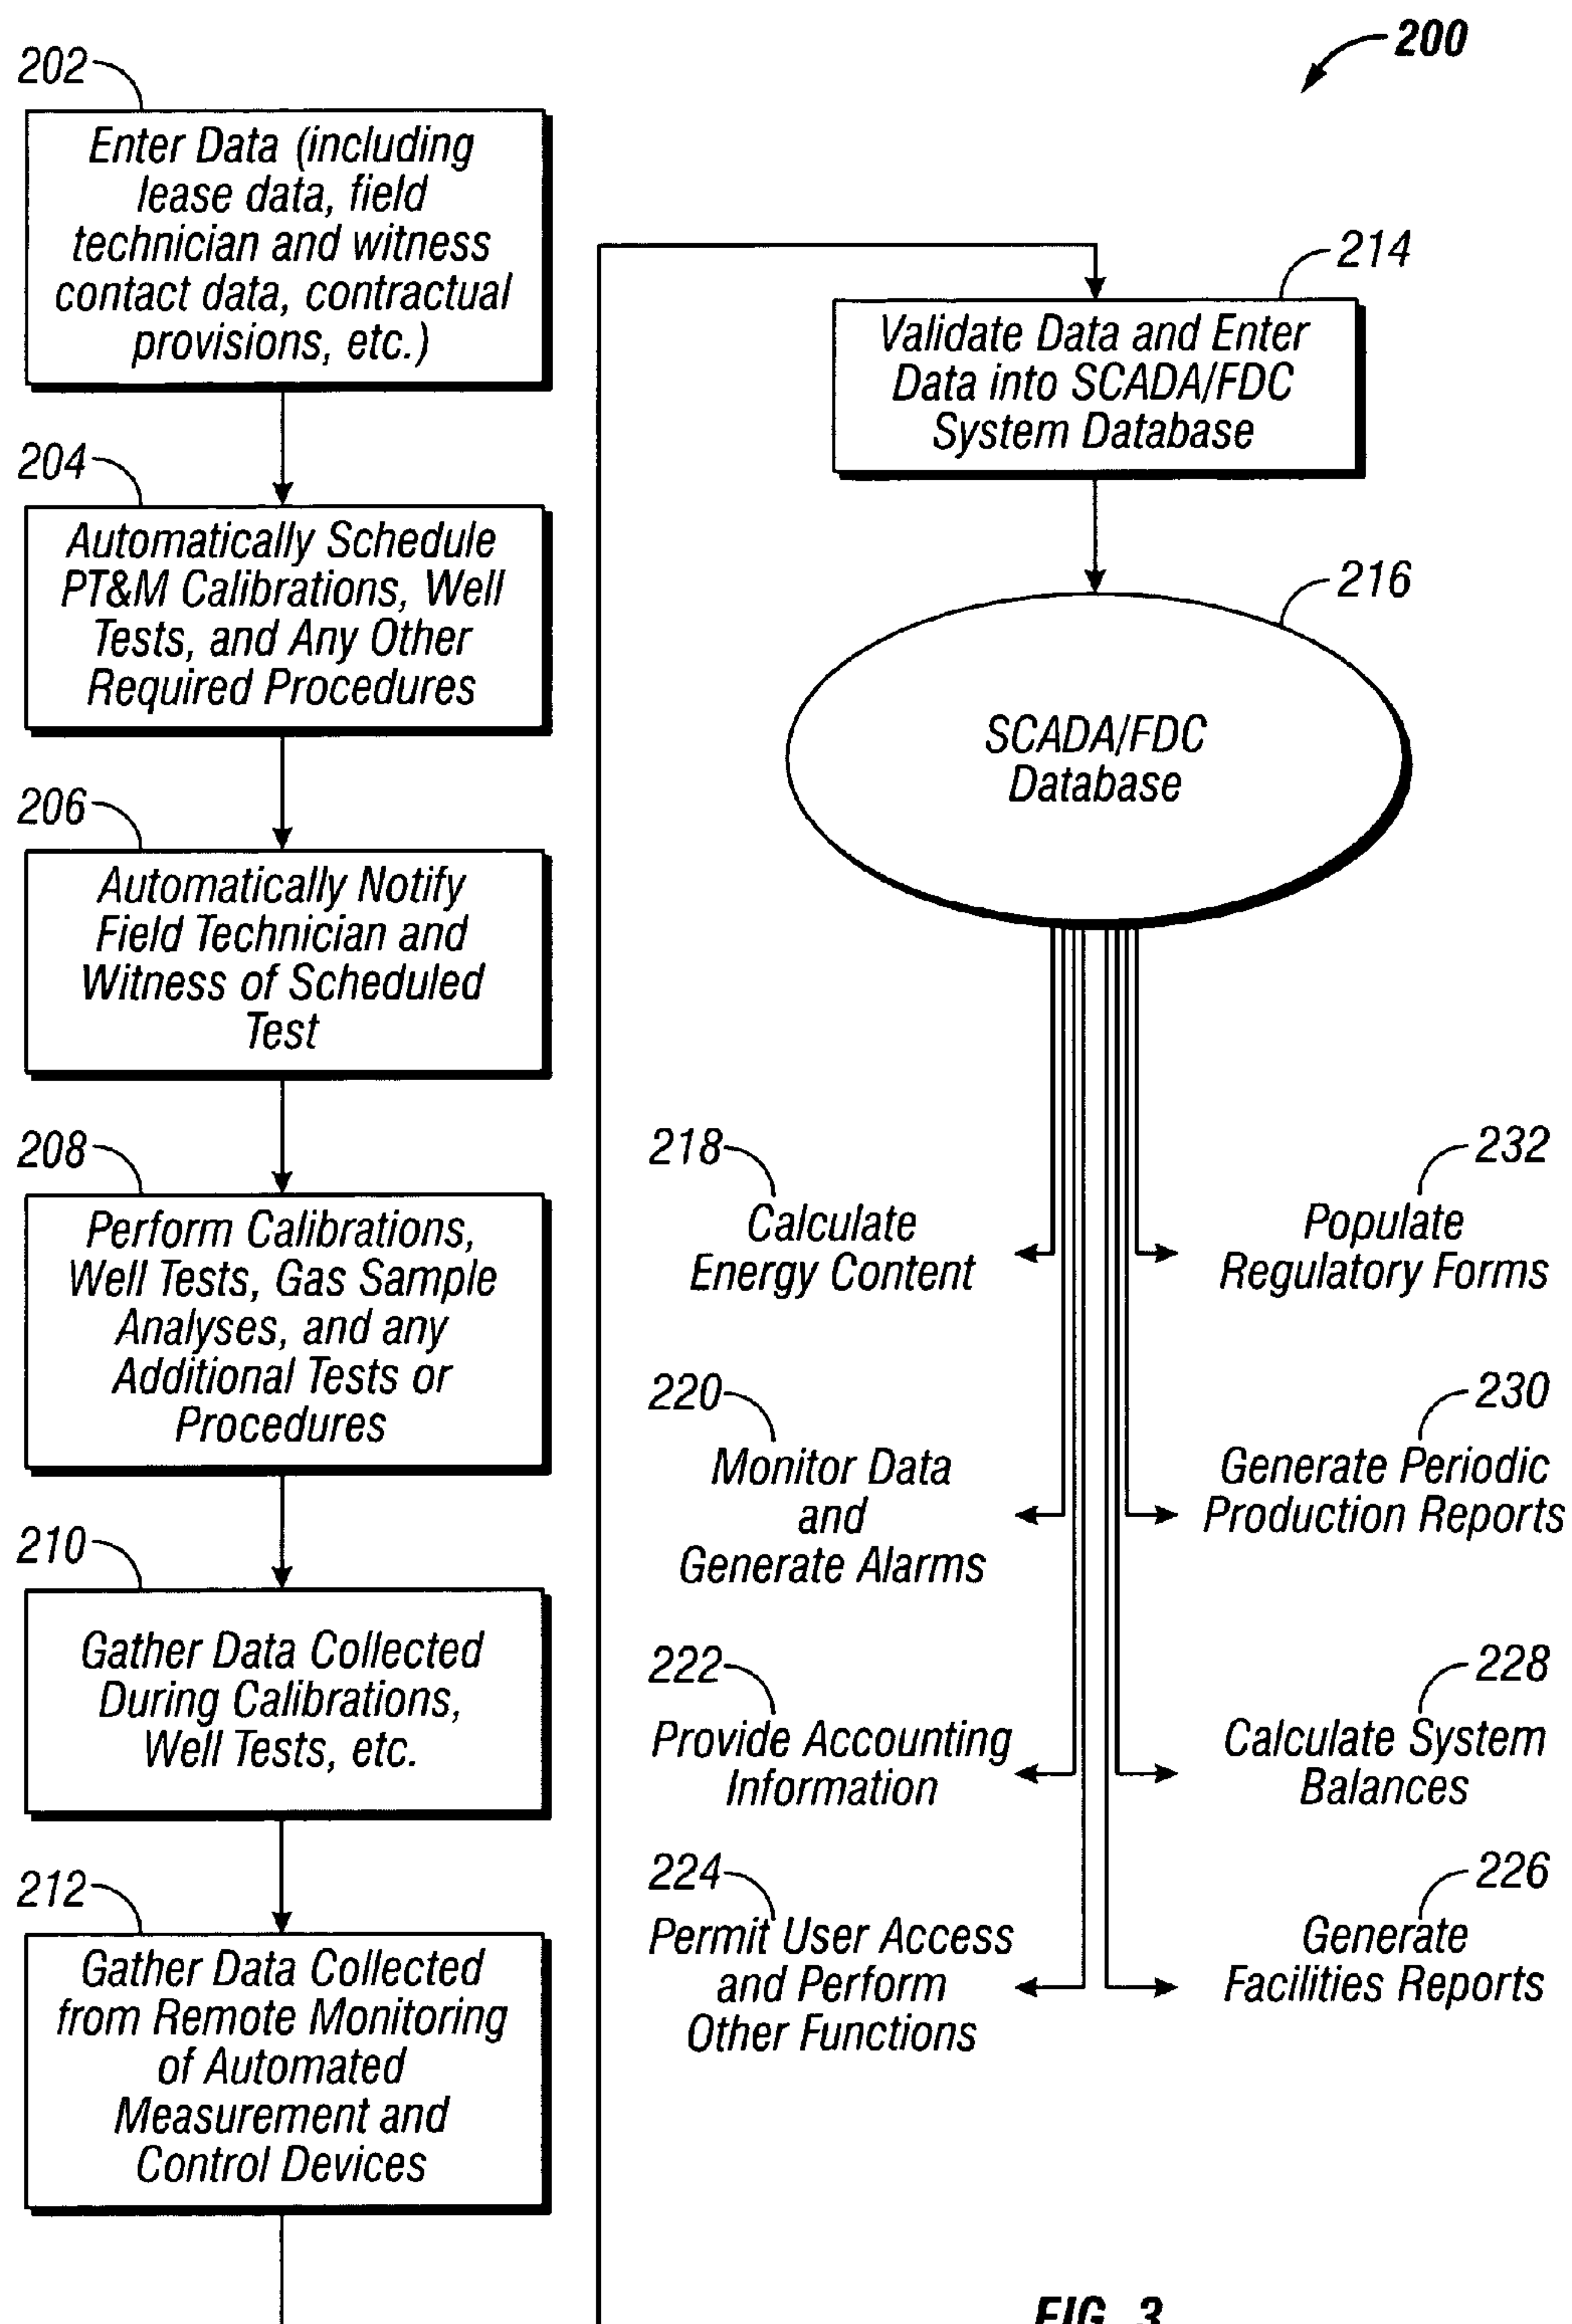 200
202
Enter Data (including
lease data, field
technician and witness
contact data, contractual
provisions, etc.)
204
Automatically Schedule
PT&M Calibrations, Well
Tests, and Any Other
Required Procedures
206
Automatically Notify
Field Technician and
Witness of Scheduled
Test
208
Perform Calibrations,
Well Tests, Gas Sample
Analyses, and any
Additional Tests or
Procedures
210
Gather Data Collected
During Calibrations,
Well Tests, etc.
212
Gather Data Collected
from Remote Monitoring
of Automated
Measurement and
Control Devices
214
Validate Data and Enter
Data into SCADA/FDC
System Database
216
SCADA/FDC
Database
218
Calculate
Energy Content
220
Monitor Data
and
Generate Alarms
222
Provide Accounting
Information
224
Permit User Access
and Perform
Other Functions
232
Populate
Regulatory Forms
230
Generate Periodic
Production Reports
228
Calculate System
Balances
226
Generate
Facilities Reports
FIG. 3